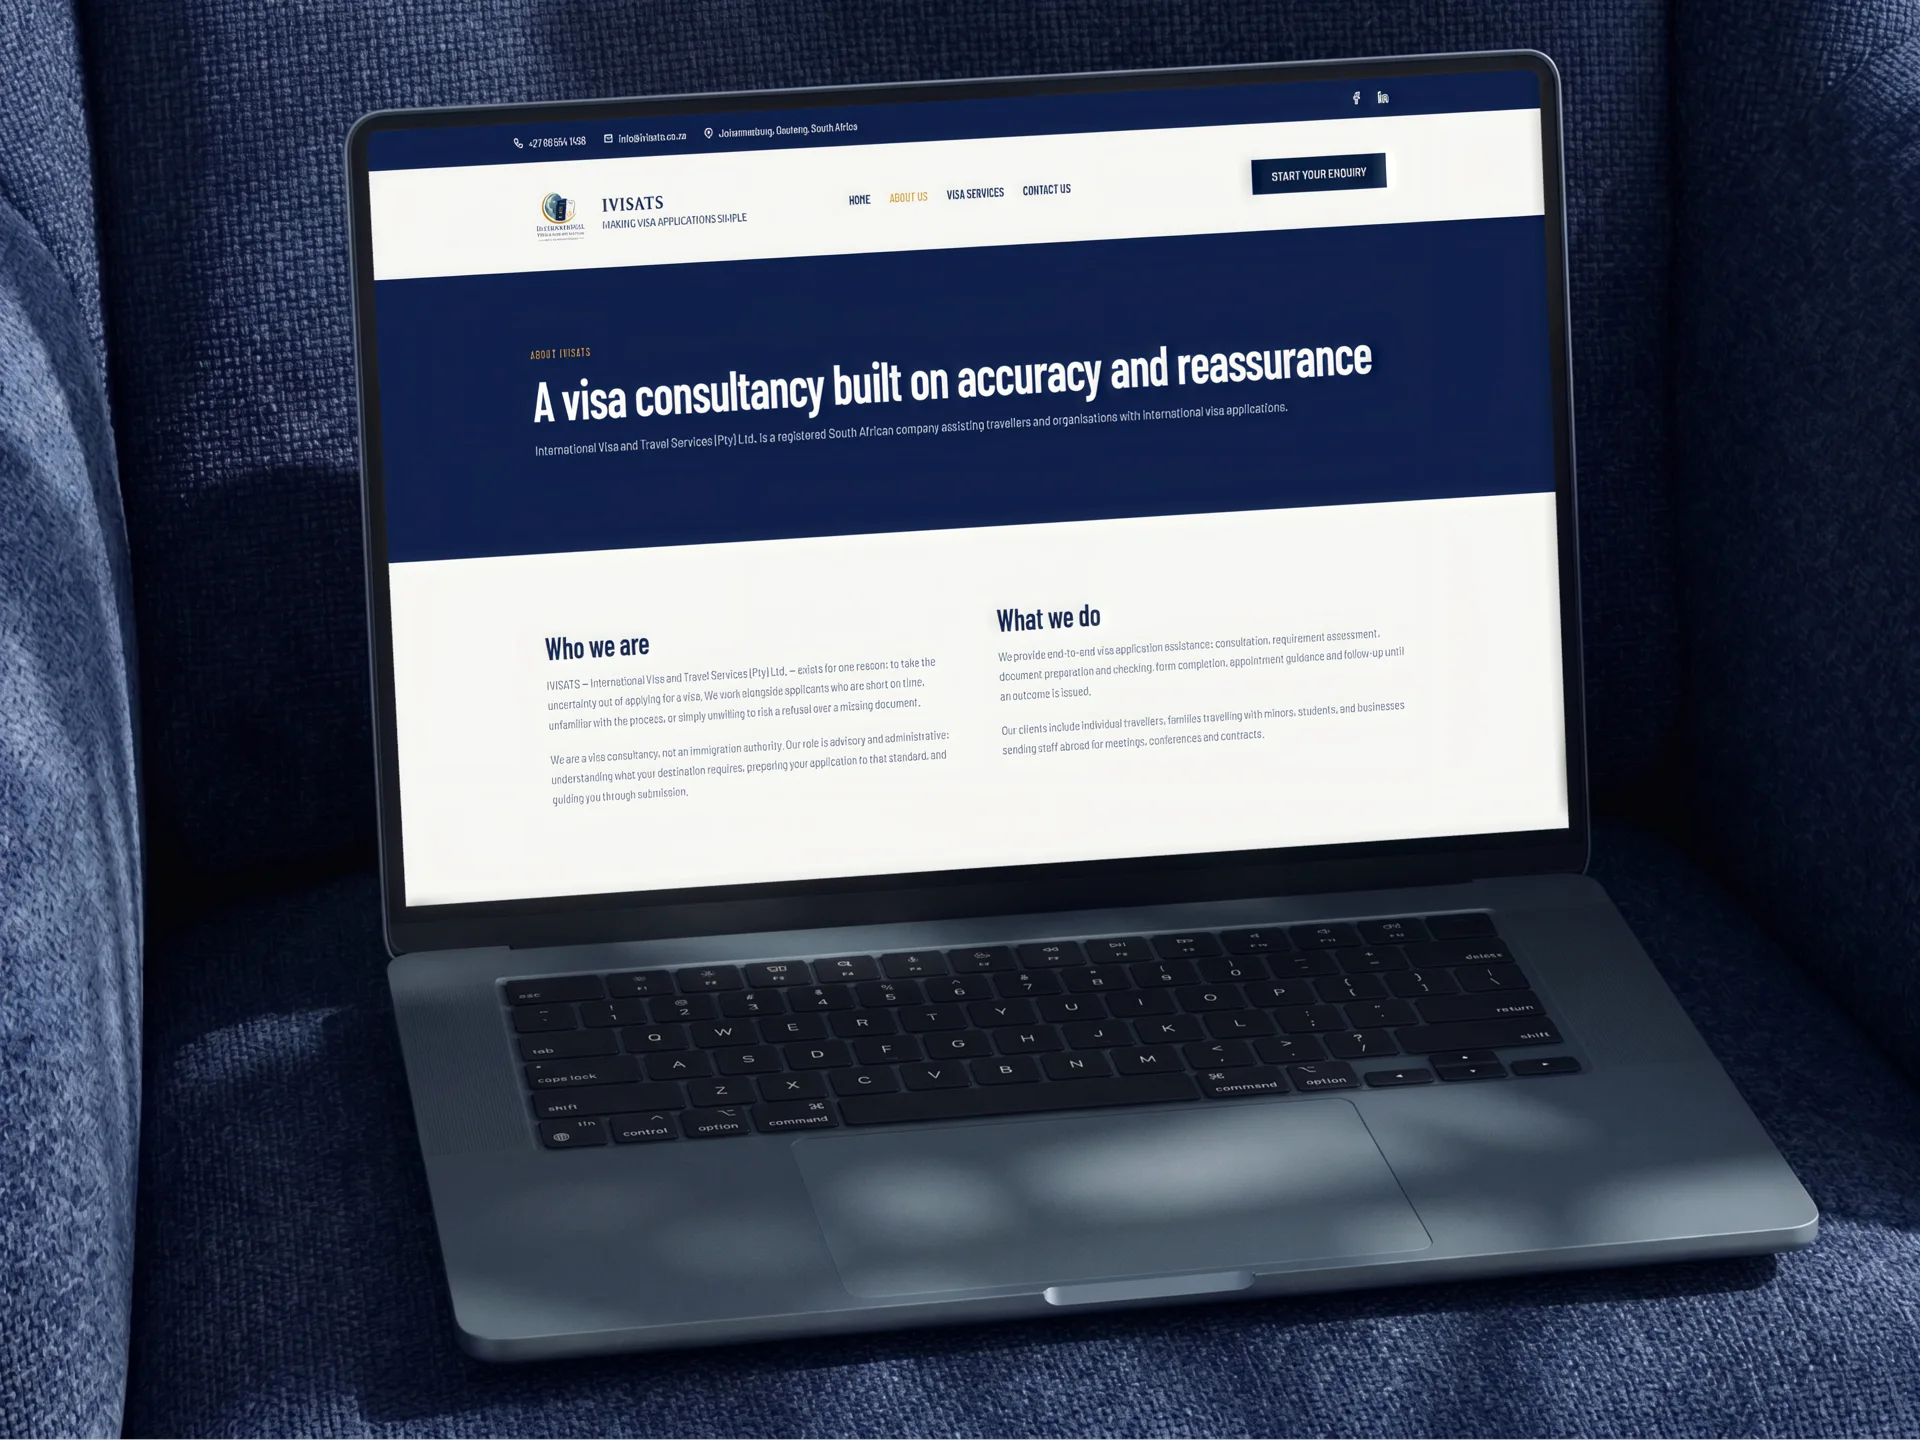 info@ivisats.co.za
Johannesburg, Gauteng, South Africa
IVISATS
MAKING VISA APPLICATIONS SIMPLE
HOME
ABOUT US
VISA SERVICES
CONTACT US
START YOUR ENQUIRY
ABOUT IVISATS
A visa consultancy built on accuracy and reassurance
International Visa and Travel Services (Pty) Ltd. is a registered South African company assisting travellers and organisations with international visa applications.
Who we are
IVISATS – International Visa and Travel Services (Pty) Ltd. – exists for one reason: to take the
uncertainty out of applying for a visa. We work alongside applicants who are short on time,
unfamiliar with the process, or simply unwilling to risk a refusal over a missing document.
We are a visa consultancy, not an immigration authority. Our role is advisory and administrative:
understanding what your destination requires, preparing your application to that standard, and
guiding you through submission.
What we do
We provide end-to-end visa application assistance: consultation, requirement assessment,
document preparation and checking, form completion, appointment guidance and follow-up until
an outcome is issued.
Our clients include individual travellers, families travelling with minors, students, and businesses
sending staff abroad for meetings, conferences and contracts.
esc
delete
tab Q W E R T Y U I O P
return
caps lock A S D F G H J K L
shift
shift Z X C V B N M
control option command
command option